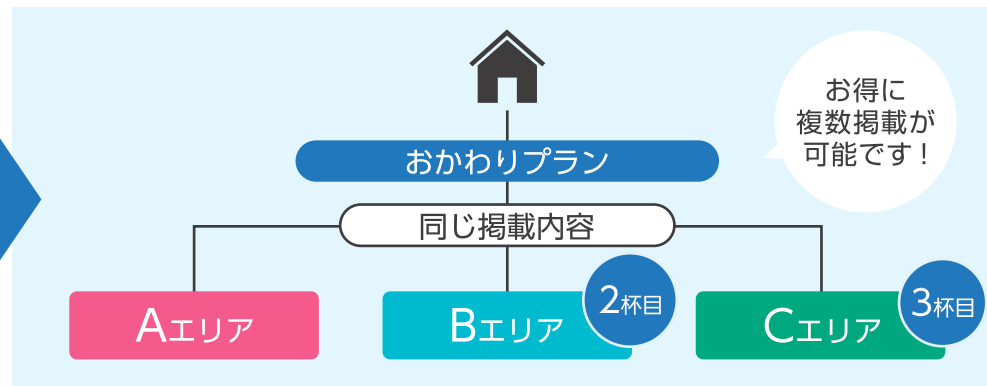 お得に
複数掲載が
可能です！
おかわりプラン
同じ掲載内容
Aエリア
Bエリア
2杯目
Cエリア
3杯目